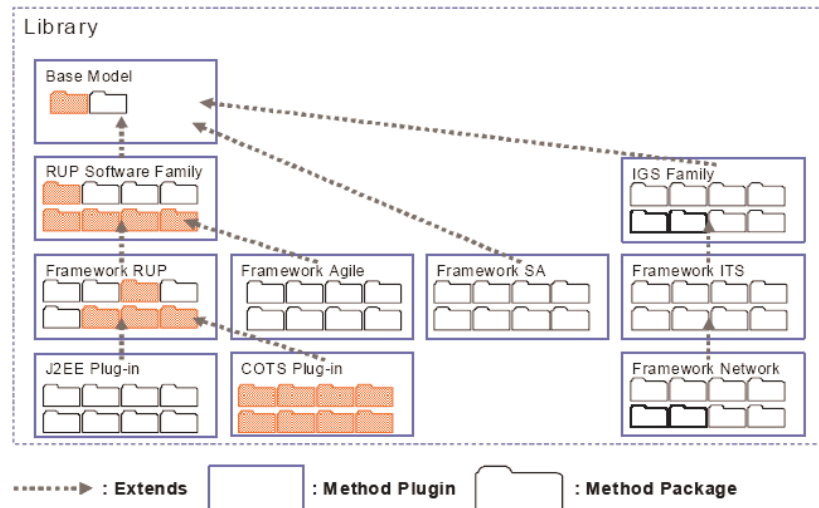 Library
Base Model
RUP Software Family
IGS Family
Framework RUP
Framework Agile
Framework SA
Framework ITS
J2EE Plug-in
COTS Plug-in
Framework Network
: Extends
: Method Plugin
: Method Package